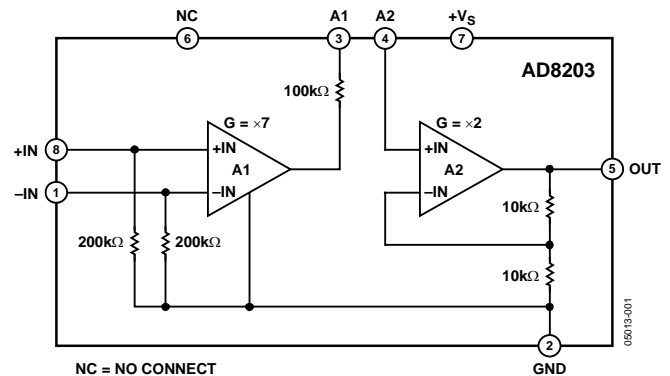 NC
A1
A2
+VS
6
3
4
7
AD8203
100kΩ
G = ×7
G = ×2
+IN
8
+IN
A1
–IN
+IN
A2
–IN
5
OUT
–IN
1
10kΩ
200kΩ
200kΩ
10kΩ
2
GND
NC = NO CONNECT
05013-001